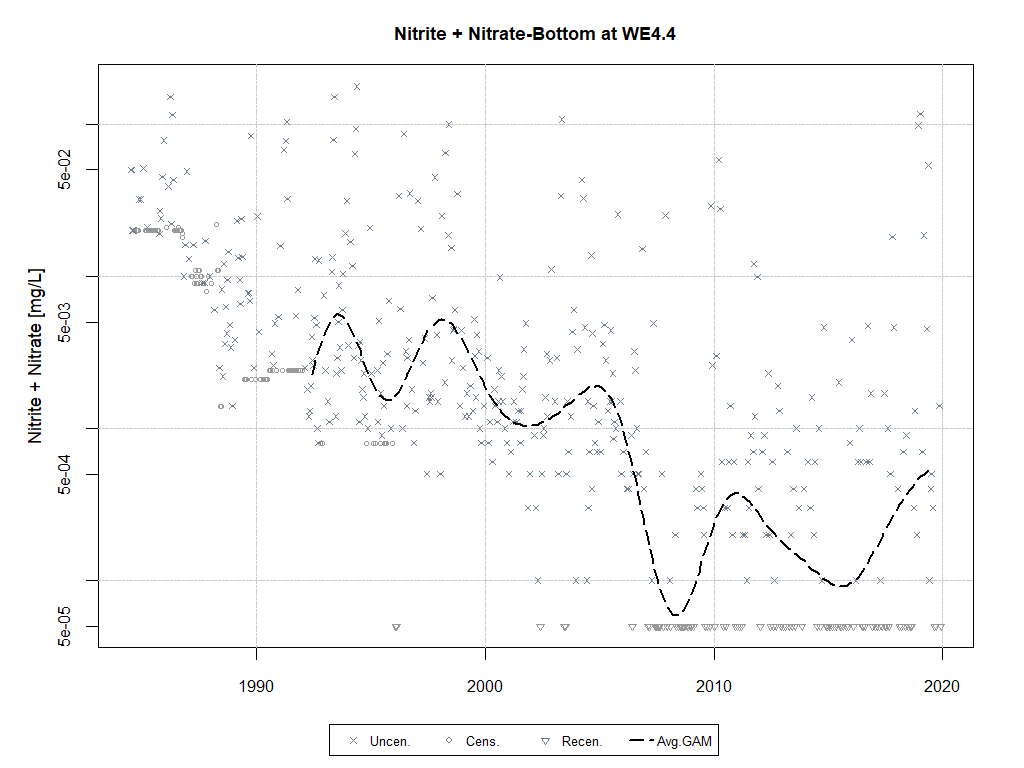 Nitrite + Nitrate-Bottom at WE4.4
Nitrite + Nitrate [mg/L]
5e-02
5e-03
5e-04
5e-05
1990 2000 2010 2020
Uncen. Cens. Recen. Avg.GAM